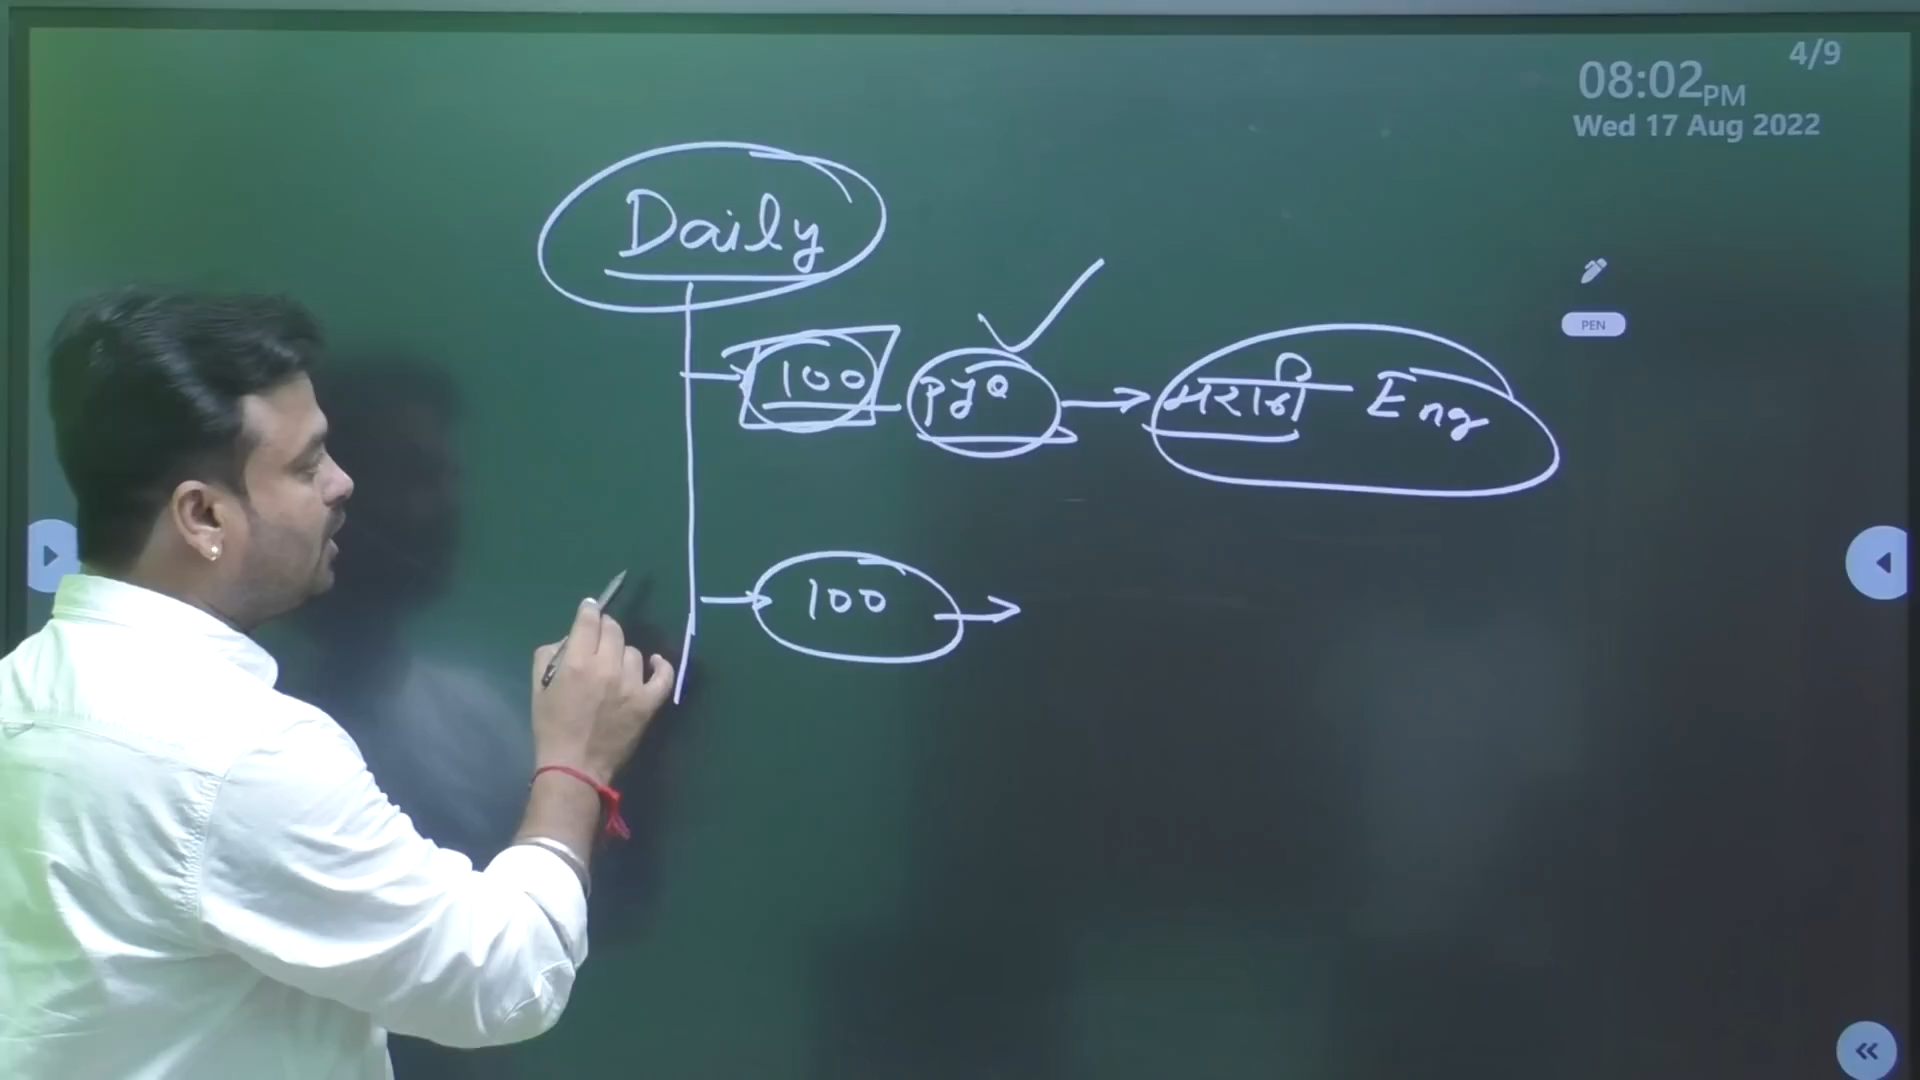 4/9
08:02PM
Wed 17 Aug 2022
Daily
PEN
100 PYQ → मराठी Eng
100 →